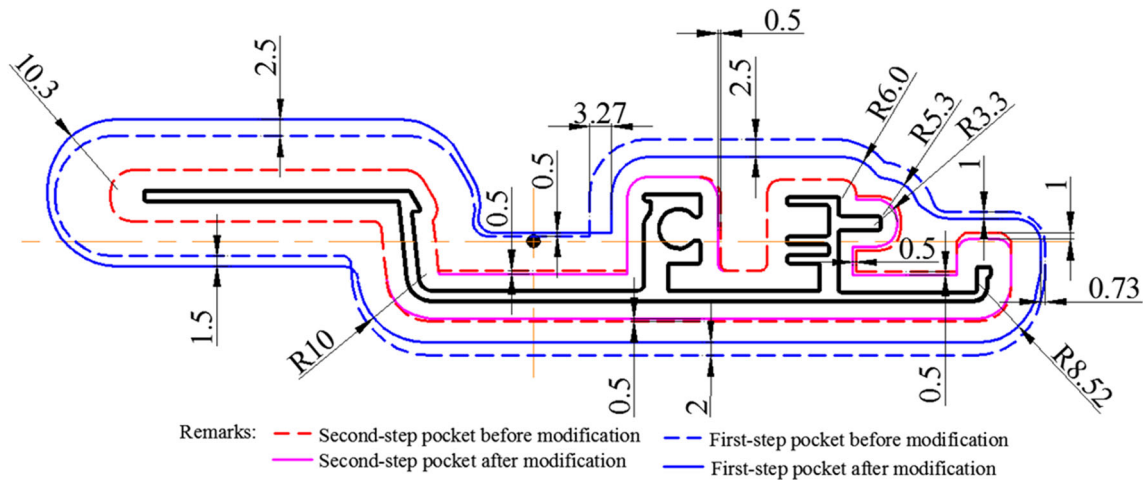 10.3
2.5
3.27
0.5
0.5
0.5
2.5
R6.0
R5.3
R3.3
1
1
0.5
0.73
1.5
R10
0.5
2
0.5
R8.52
Remarks: Second-step pocket before modification First-step pocket before modification
Second-step pocket after modification First-step pocket after modification